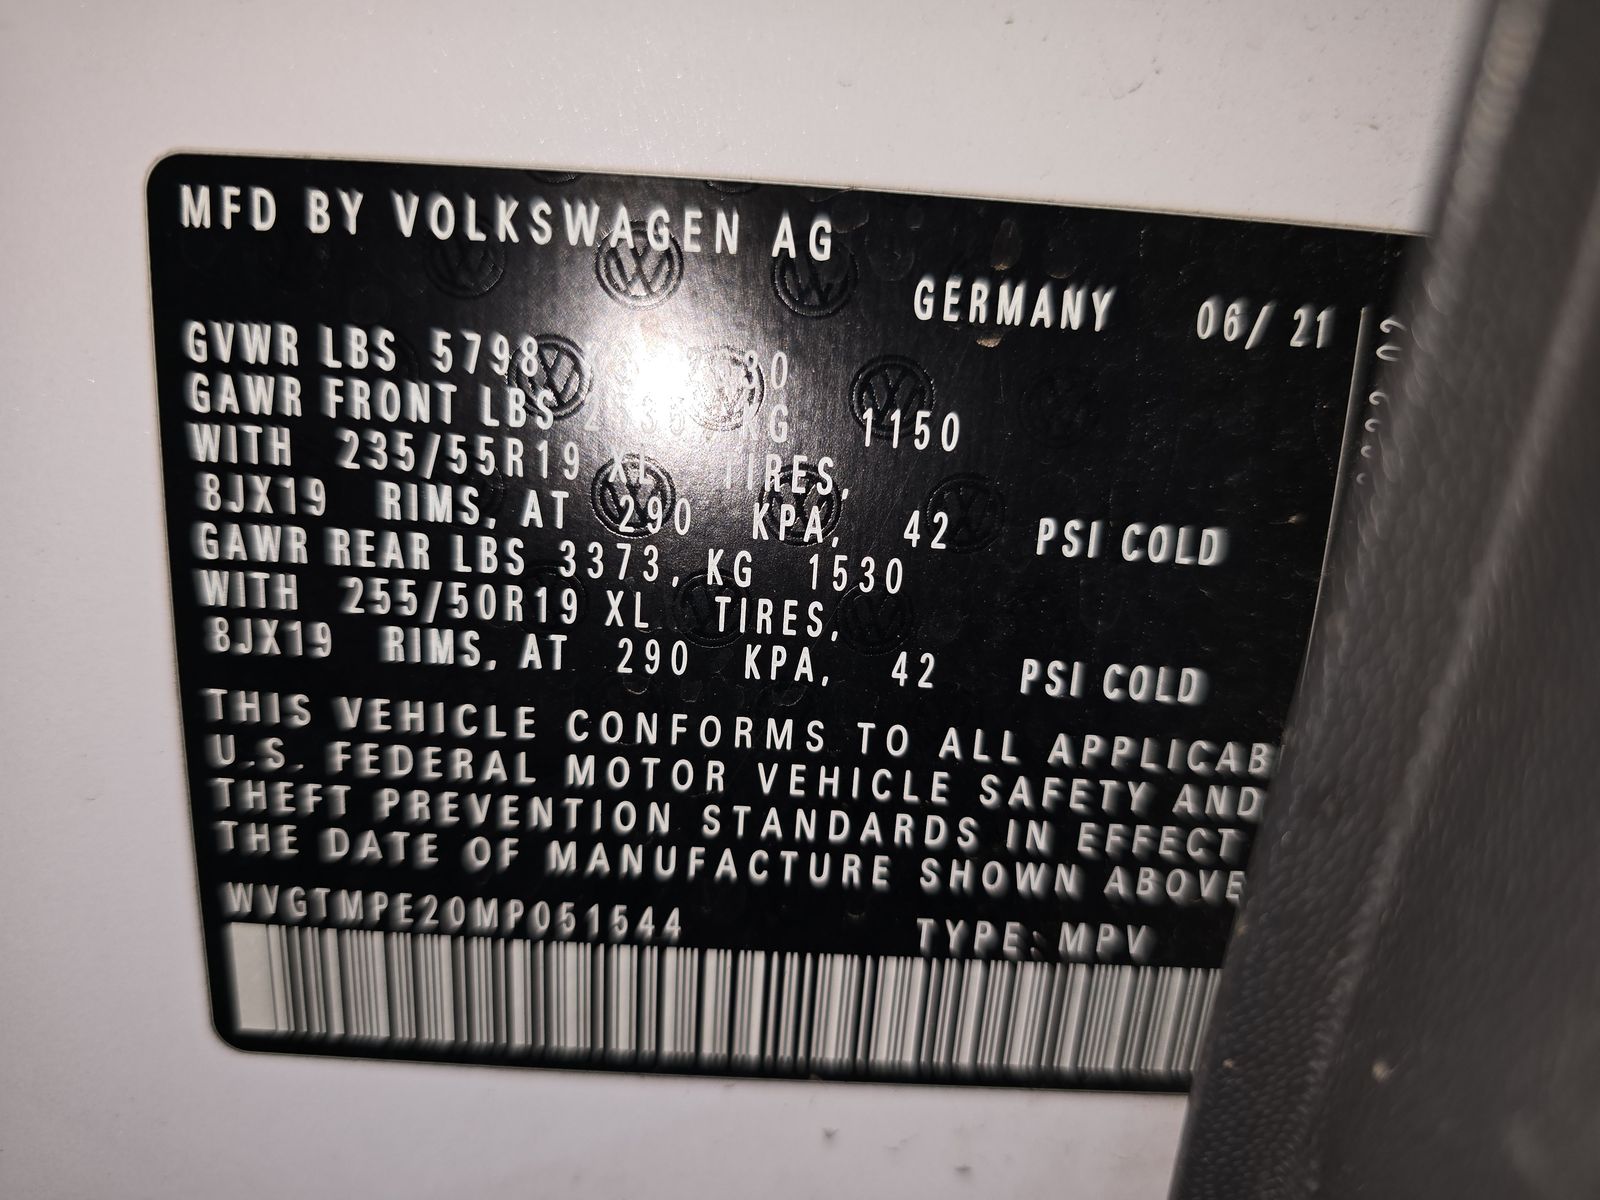 MFD BY VOLKSWAGEN AG
GERMANY 06/ 21
GVWR LBS 5798
GAWR FRONT LBS KG 1150
WITH 235/55R19 XL TIRES,
8JX19 RIMS, AT 290 KPA, 42 PSI COLD
GAWR REAR LBS 3373, KG 1530
WITH 255/50R19 XL TIRES,
8JX19 RIMS, AT 290 KPA, 42 PSI COLD
THIS VEHICLE CONFORMS TO ALL APPLICAB
U.S. FEDERAL MOTOR VEHICLE SAFETY AND
THEFT PREVENTION STANDARDS IN EFFECT
THE DATE OF MANUFACTURE SHOWN ABOVE
WVGTMPE20MP051544 TYPE: MPV